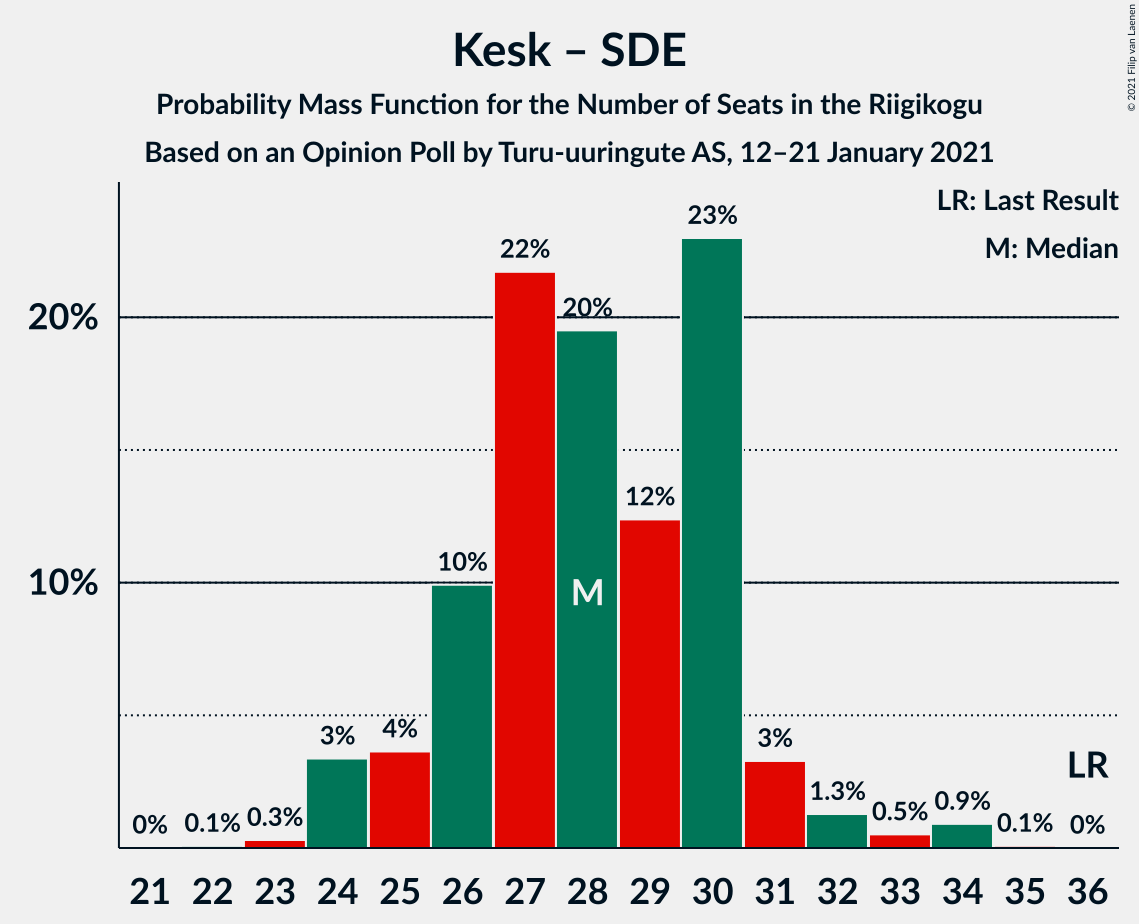 Kesk – SDE
Probability Mass Function for the Number of Seats in the Riigikogu
Based on an Opinion Poll by Turu-uuringute AS, 12–21 January 2021
© 2021 Filip van Laenen
LR: Last Result
M: Median
20%
10%
0%
0.1%
0.3%
3%
4%
10%
22%
20%
12%
23%
3%
1.3%
0.5%
0.9%
0.1%
0%
M
LR
21 22 23 24 25 26 27 28 29 30 31 32 33 34 35 36